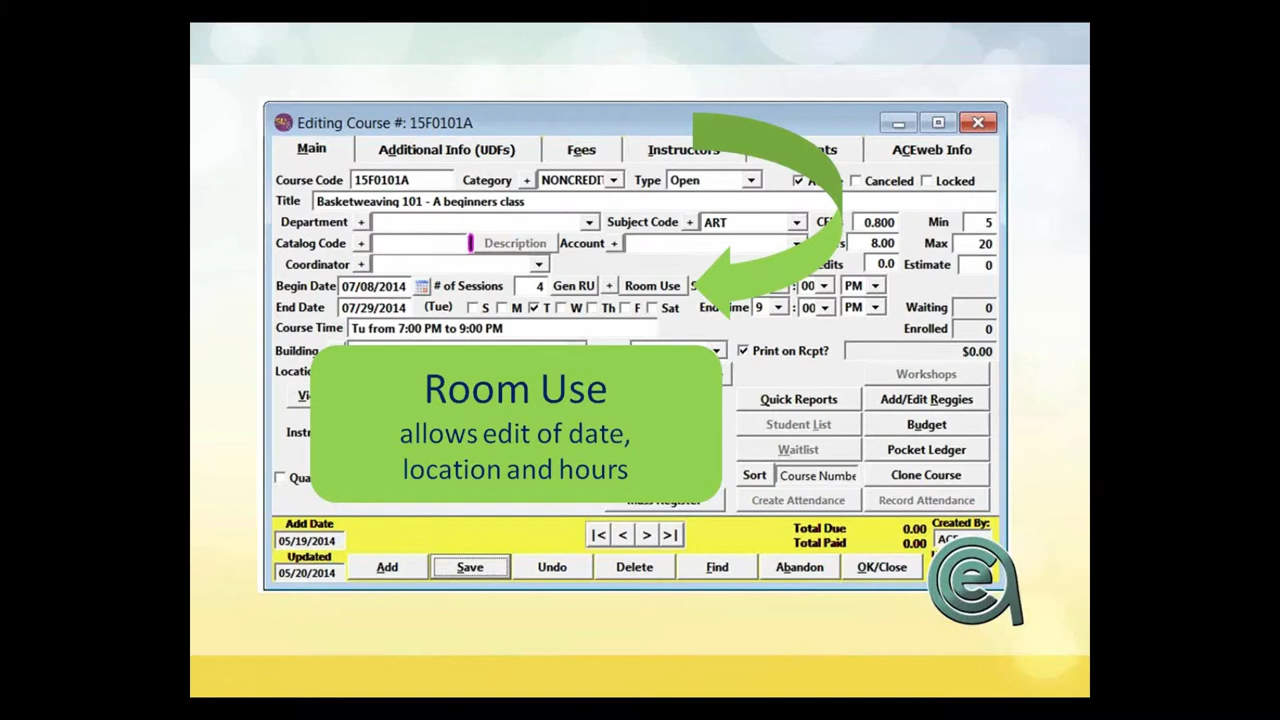 Editing Course #: 15F0101A
Main Additional Info (UDFs) Fees Instructors ACEweb Info
Course Code 15F0101A Category + NONCREDIT Type Open Canceled Locked
Title Basketweaving 101 - A beginners class
Department + Subject Code + ART 0.800 Min 5
Catalog Code + Description Account + 8.00 Max 20
Coordinator + 0.0 Estimate 0
Begin Date 07/08/2014 # of Sessions 4 Gen RU + Room Use : 00 PM
End Date 07/29/2014 (Tue) S M T W Th F Sat End Time 9 : 00 PM Waiting 0
Course Time Tu from 7:00 PM to 9:00 PM Enrolled 0
Building Print on Rcpt? $0.00
Workshops
Quick Reports Add/Edit Reggies
Student List Budget
Waitlist Pocket Ledger
Sort Course Numbe Clone Course
Create Attendance Record Attendance
Room Use
allows edit of date,
location and hours
Add Date
05/19/2014
Updated
05/20/2014
|< < > >|
Total Due 0.00
Total Paid 0.00
Created By:
Add Save Undo Delete Find Abandon OK/Close